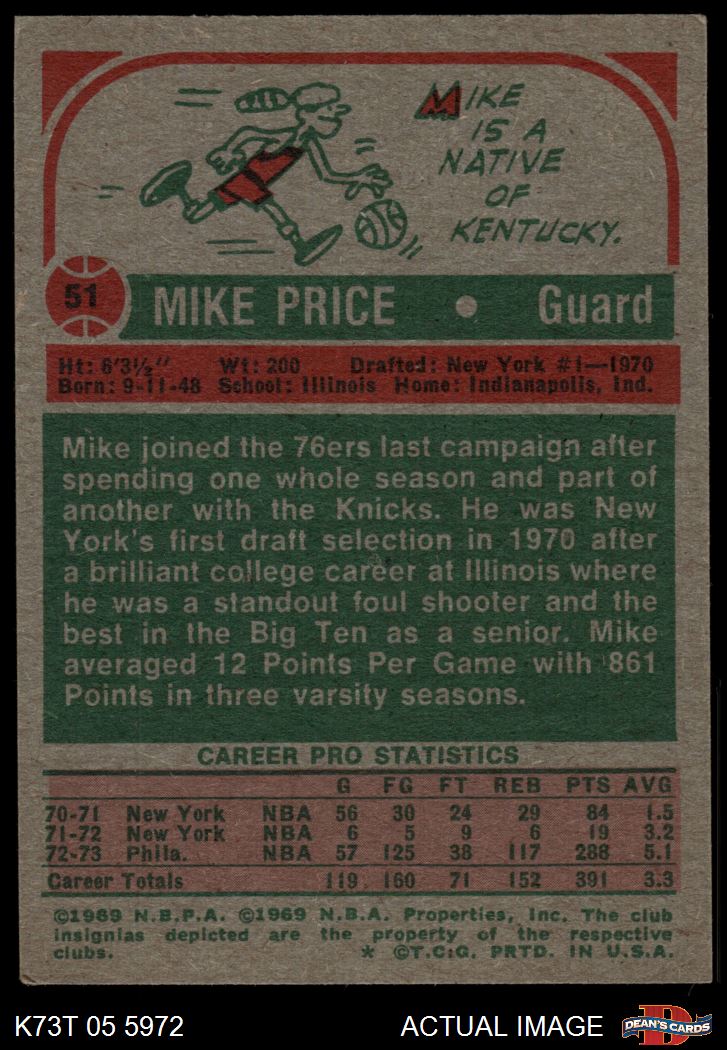 MIKE
IS A
NATIVE
OF
KENTUCKY.
51 MIKE PRICE • Guard
Ht: 6'3½" Wt: 200 Drafted: New York #1—1970
Born: 9-11-48 School: Illinois Home: Indianapolis, Ind.
Mike joined the 76ers last campaign after
spending one whole season and part of
another with the Knicks. He was New
York's first draft selection in 1970 after
a brilliant college career at Illinois where
he was a standout foul shooter and the
best in the Big Ten as a senior. Mike
averaged 12 Points Per Game with 861
Points in three varsity seasons.
CAREER PRO STATISTICS
G FG FT REB PTS AVG
70-71 New York NBA 56 30 24 29 84 1.5
71-72 New York NBA 6 5 9 6 19 3.2
72-73 Phila. NBA 57 125 38 117 288 5.1
Career Totals 119 160 71 152 391 3.3
©1969 N.B.P.A. ©1969 N.B.A. Properties, Inc. The club
insignias depicted are the property of the respective
clubs. * ©T.C.G. PRTD. IN U.S.A.
K73T 05 5972 ACTUAL IMAGE D DEAN'S CARDS